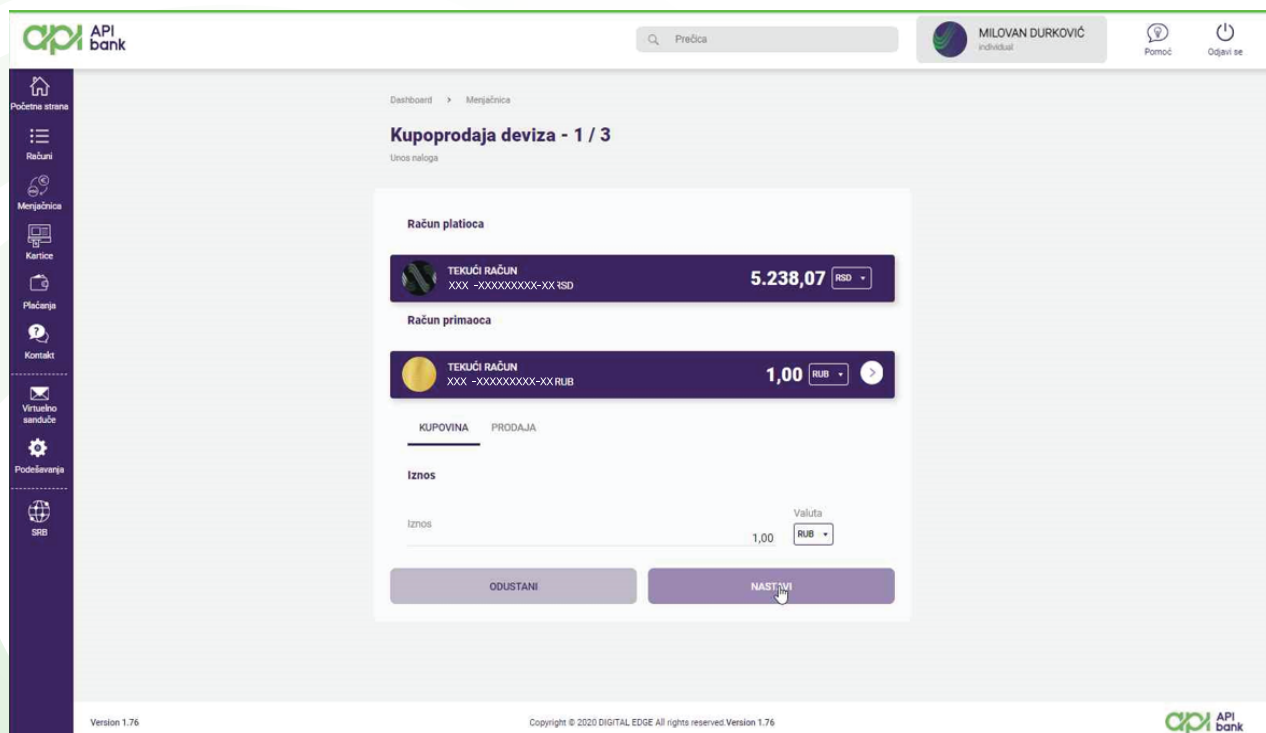 api API bank
Prečica
MILOVAN DURKOVIĆ
individual
Pomoć
Odjavi se
Početna strana
Računi
Menjačnica
Kartice
Plaćanja
Kontakt
Virtuelno
sanduče
Podešavanja
SRB
Dashboard > Menjačnica
Kupoprodaja deviza - 1 / 3
Unos naloga
Račun platioca
TEKUĆI RAČUN
XXX -XXXXXXXXX-XX RSD
5.238,07 RSD
Račun primaoca
TEKUĆI RAČUN
XXX -XXXXXXXXX-XX RUB
1,00 RUB
KUPOVINA PRODAJA
Iznos
Valuta
Iznos 1,00 RUB
ODUSTANI NASTAVI
Version 1.76
Copyright © 2020 DIGITAL EDGE All rights reserved.Version 1.76
api API bank